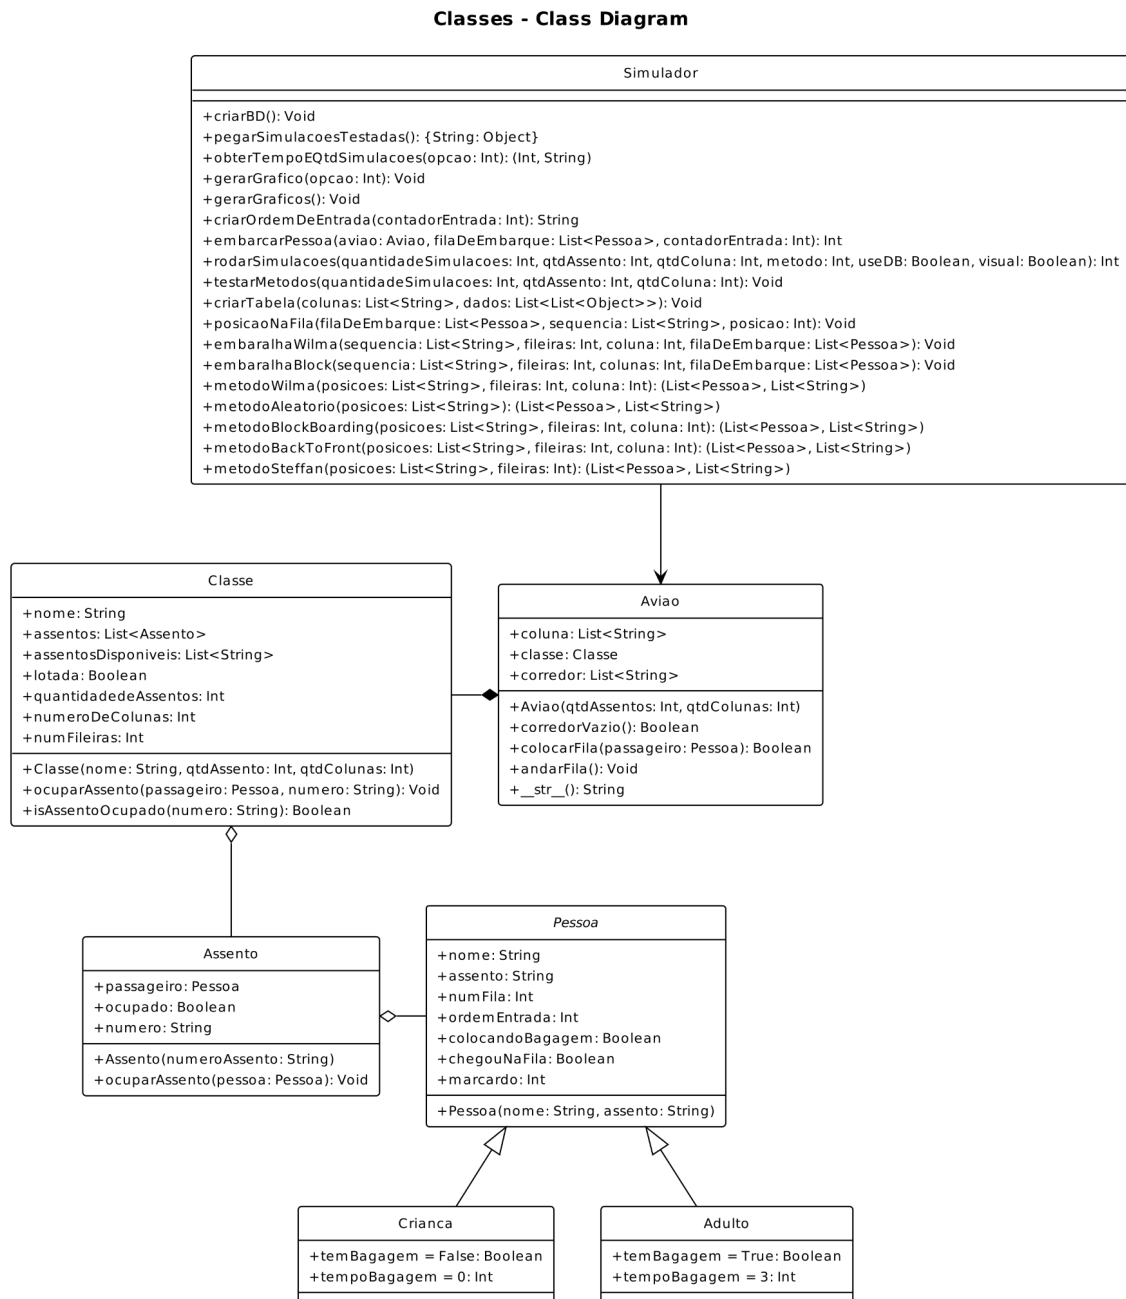 Classes - Class Diagram
Simulador
+criarBD(): Void
+pegarSimulacoesTestadas(): {String: Object}
+obterTempoEQtdSimulacoes(opcao: Int): (Int, String)
+gerarGrafico(opcao: Int): Void
+gerarGraficos(): Void
+criarOrdemDeEntrada(contadorEntrada: Int): String
+embarcarPessoa(aviao: Aviao, filaDeEmbarque: List<Pessoa>, contadorEntrada: Int): Int
+rodarSimulacoes(quantidadeSimulacoes: Int, qtdAssento: Int, qtdColuna: Int, metodo: Int, useDB: Boolean, visual: Boolean): Int
+testarMetodos(quantidadeSimulacoes: Int, qtdAssento: Int, qtdColuna: Int): Void
+criarTabela(colunas: List<String>, dados: List<List<Object>>): Void
+posicaoNaFila(filaDeEmbarque: List<Pessoa>, sequencia: List<String>, posicao: Int): Void
+embaralhaWilma(sequencia: List<String>, fileiras: Int, coluna: Int, filaDeEmbarque: List<Pessoa>): Void
+embaralhaBlock(sequencia: List<String>, fileiras: Int, colunas: Int, filaDeEmbarque: List<Pessoa>): Void
+metodoWilma(posicoes: List<String>, fileiras: Int, coluna: Int): (List<Pessoa>, List<String>)
+metodoAleatorio(posicoes: List<String>): (List<Pessoa>, List<String>)
+metodoBlockBoarding(posicoes: List<String>, fileiras: Int, coluna: Int): (List<Pessoa>, List<String>)
+metodoBackToFront(posicoes: List<String>, fileiras: Int, coluna: Int): (List<Pessoa>, List<String>)
+metodoSteffan(posicoes: List<String>, fileiras: Int): (List<Pessoa>, List<String>)
Classe
+nome: String
+assentos: List<Assento>
+assentosDisponiveis: List<String>
+lotada: Boolean
+quantidadedeAssentos: Int
+numeroDeColunas: Int
+numFileiras: Int
+Classe(nome: String, qtdAssento: Int, qtdColunas: Int)
+ocuparAssento(passageiro: Pessoa, numero: String): Void
+isAssentoOcupado(numero: String): Boolean
Aviao
+coluna: List<String>
+classe: Classe
+corredor: List<String>
+Aviao(qtdAssentos: Int, qtdColunas: Int)
+corredorVazio(): Boolean
+colocarFila(passageiro: Pessoa): Boolean
+andarFila(): Void
+__str__(): String
Assento
+passageiro: Pessoa
+ocupado: Boolean
+numero: String
+Assento(numeroAssento: String)
+ocuparAssento(pessoa: Pessoa): Void
Pessoa
+nome: String
+assento: String
+numFila: Int
+ordemEntrada: Int
+colocandoBagagem: Boolean
+chegouNaFila: Boolean
+marcardo: Int
+Pessoa(nome: String, assento: String)
Crianca
+temBagagem = False: Boolean
+tempoBagagem = 0: Int
Adulto
+temBagagem = True: Boolean
+tempoBagagem = 3: Int